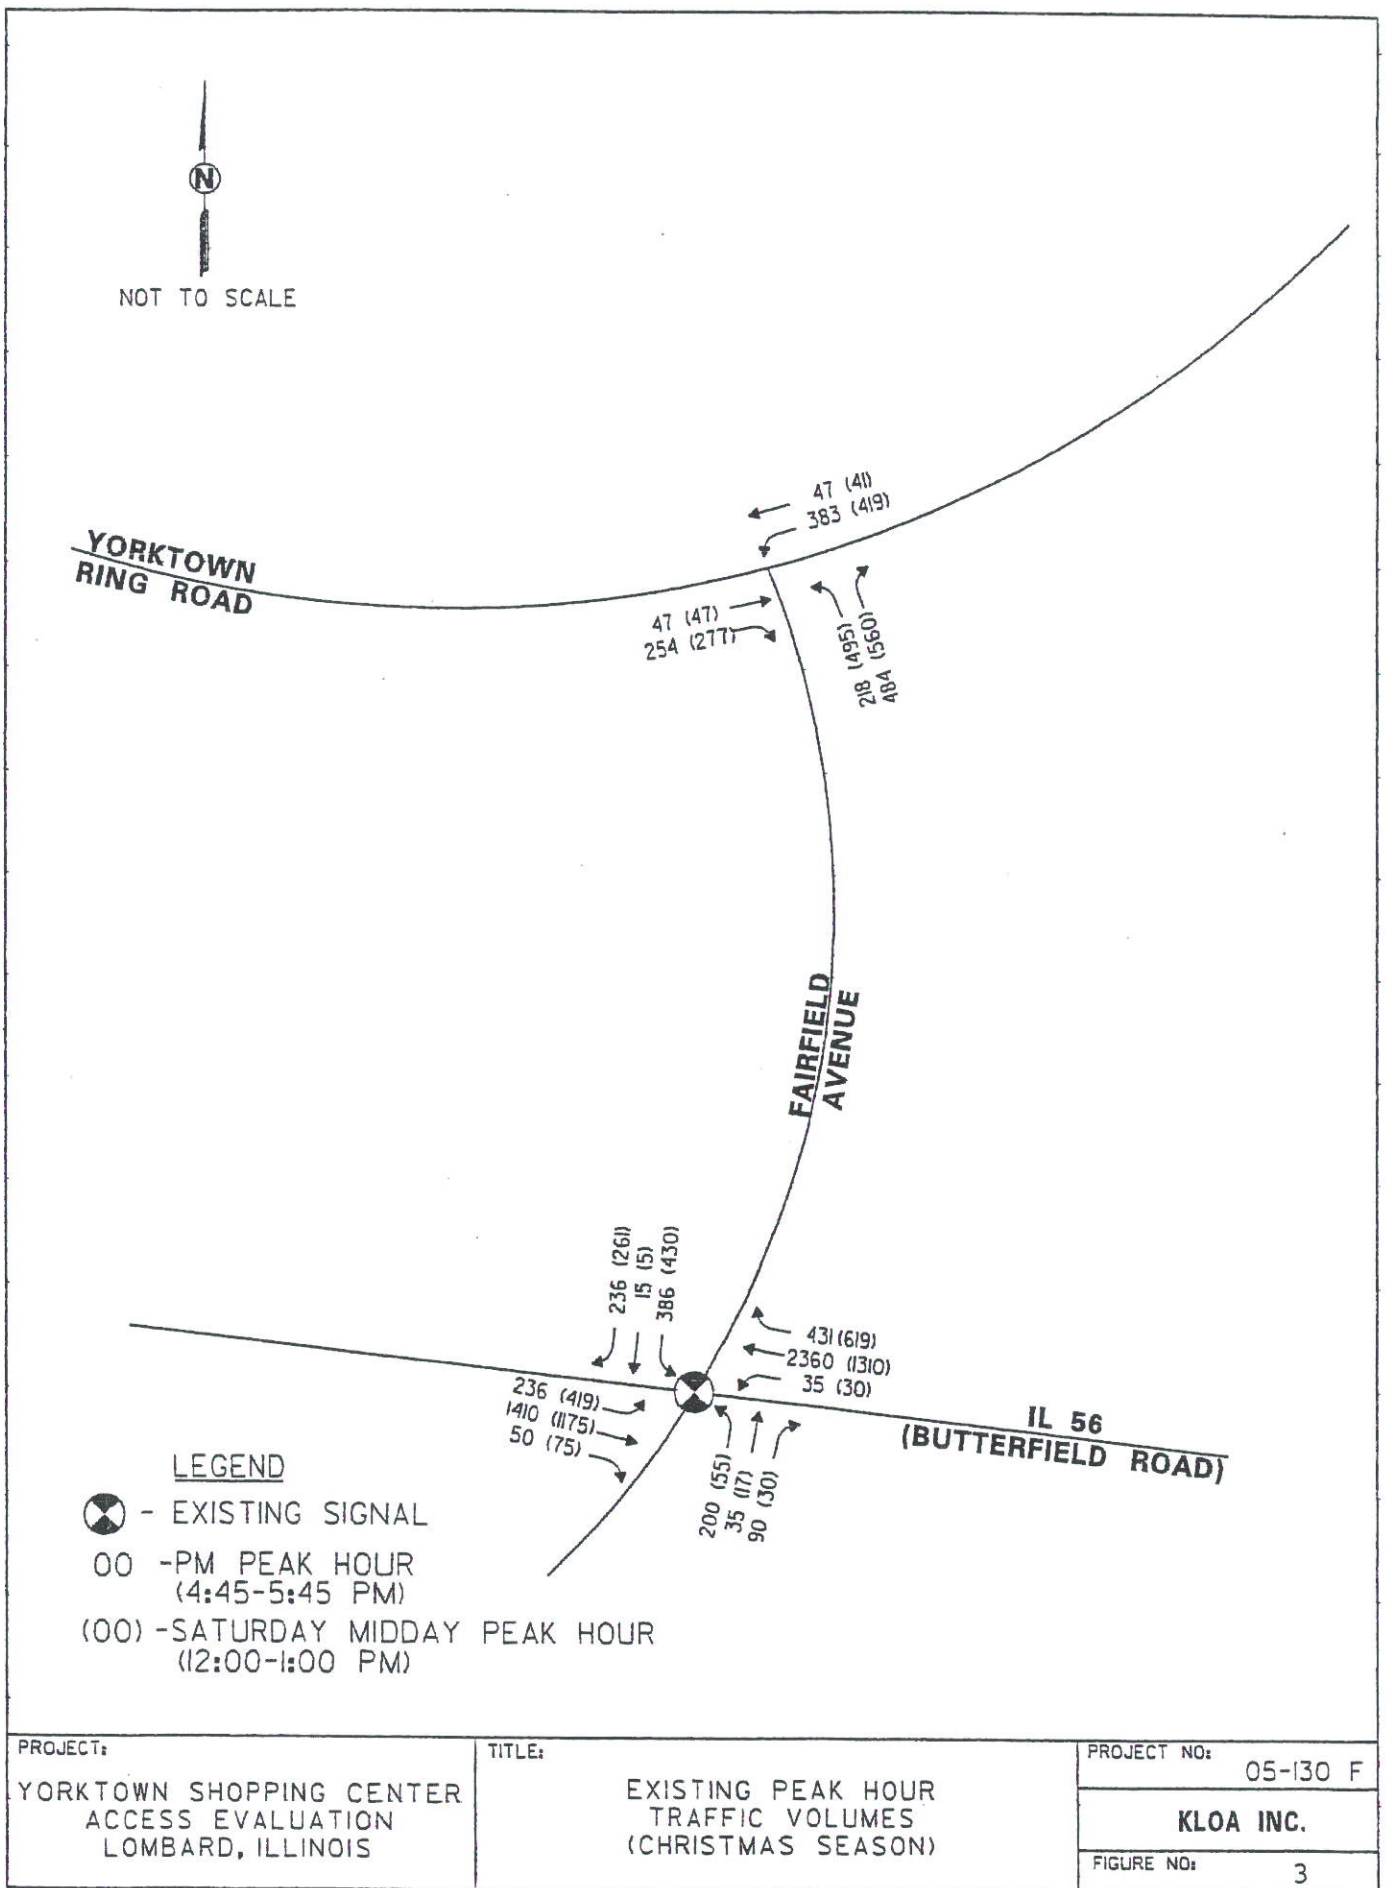 N
NOT TO SCALE
47 (41)
383 (419)
YORKTOWN
RING ROAD
47 (47)
254 (277)
218 (495)
484 (560)
FAIRFIELD
AVENUE
236 (261)
15 (5)
386 (430)
431 (619)
2360 (1310)
35 (30)
236 (419)
1410 (1175)
50 (75)
200 (55)
35 (17)
90 (30)
IL 56
(BUTTERFIELD ROAD)
LEGEND
- EXISTING SIGNAL
00 -PM PEAK HOUR
(4:45-5:45 PM)
(00) -SATURDAY MIDDAY PEAK HOUR
(12:00-1:00 PM)
PROJECT:
YORKTOWN SHOPPING CENTER
ACCESS EVALUATION
LOMBARD, ILLINOIS
TITLE:
EXISTING PEAK HOUR
TRAFFIC VOLUMES
(CHRISTMAS SEASON)
PROJECT NO:
05-130 F
KLOA INC.
FIGURE NO:
3